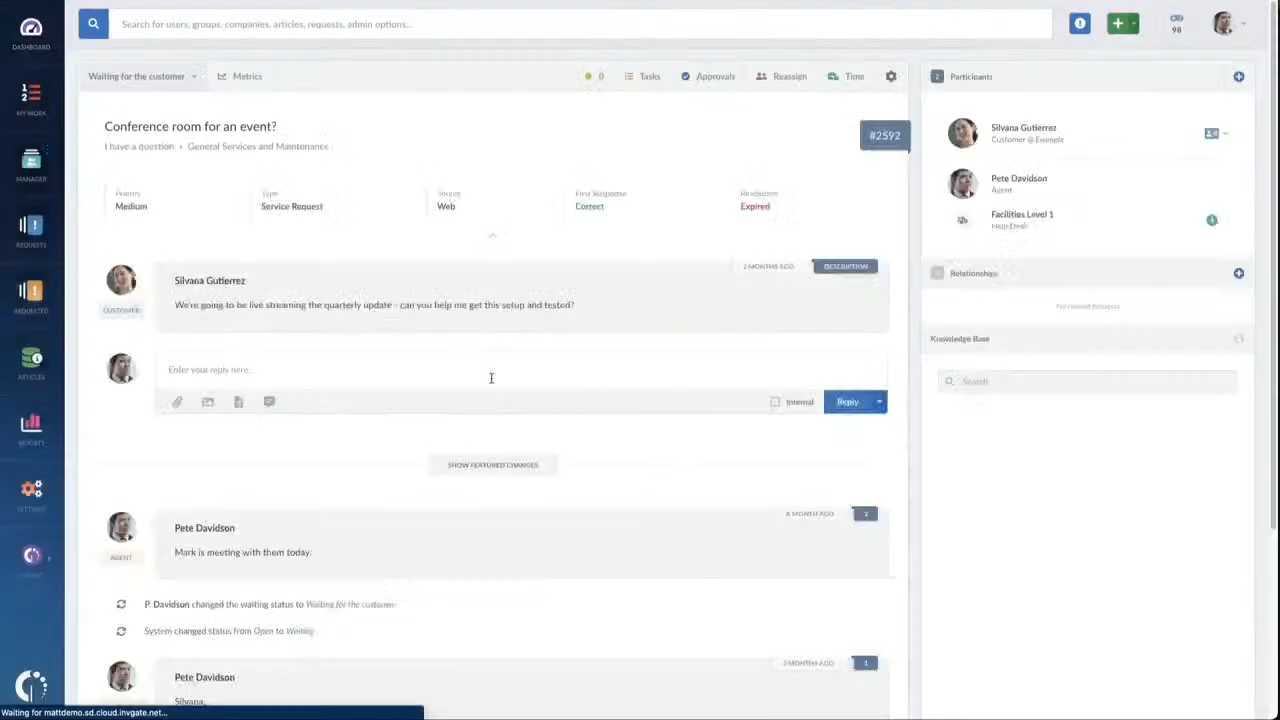 Search for users, groups, companies, articles, requests, admin options...
98
DASHBOARD
MY WORK
MANAGER
REQUESTS
REQUESTED
ARTICLES
Waiting for the customer
Metrics
0
Tasks
Approvals
Reassign
Time
Conference room for an event?
#2592
I have a question
General Services and Maintenance
Priority
Medium
Type
Service Request
Source
Web
First Response
Correct
Resolution
Expired
2 MONTHS AGO
DESCRIPTION
Silvana Gutierrez
CUSTOMER
We're going to be live streaming the quarterly update - can you help me get this setup and tested?
Enter your reply here...
Internal
Reply
SHOW FEATURED CHANGES
Pete Davidson
AGENT
Mark is meeting with them today.
P. Davidson changed the waiting status to Waiting for the customer
System changed status from Open to Waiting
Pete Davidson
Silvana,
Participants
Silvana Gutierrez
Customer @ Example
Pete Davidson
Agent
Facilities Level 1
Help Desk
Relationships
Knowledge Base
Search
Waiting for mattdemo.sd.cloud.invgate.net...